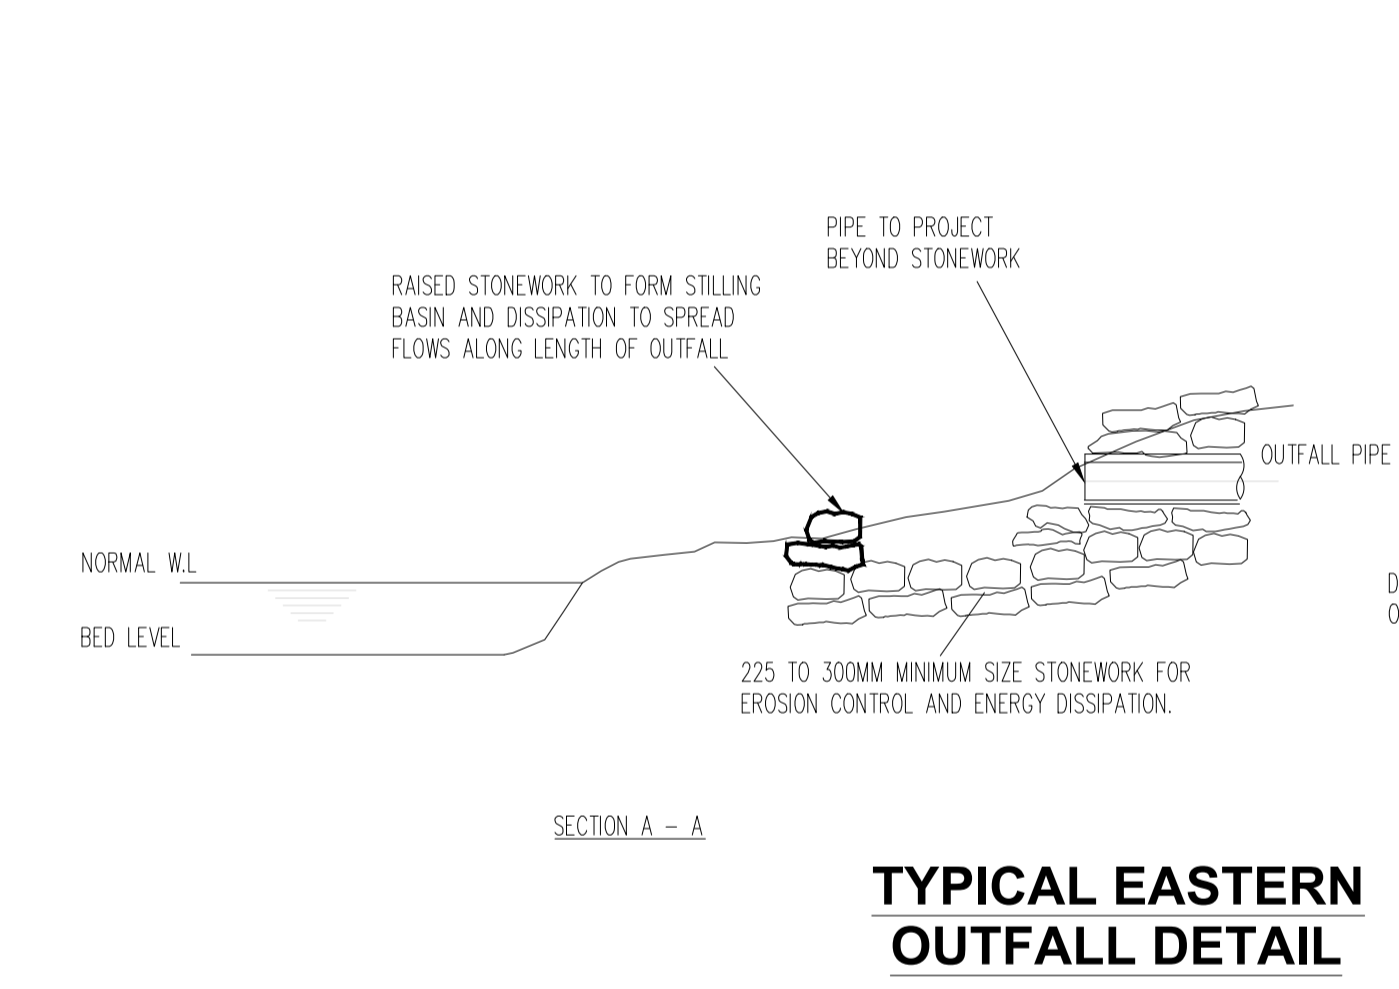 PIPE TO PROJECT
BEYOND STONEWORK
RAISED STONEWORK TO FORM STILLING
BASIN AND DISSIPATION TO SPREAD
FLOWS ALONG LENGTH OF OUTFALL
OUTFALL PIPE
NORMAL W.L
BED LEVEL
D
O
225 TO 300MM MINIMUM SIZE STONEWORK FOR
EROSION CONTROL AND ENERGY DISSIPATION.
SECTION A - A
TYPICAL EASTERN
OUTFALL DETAIL